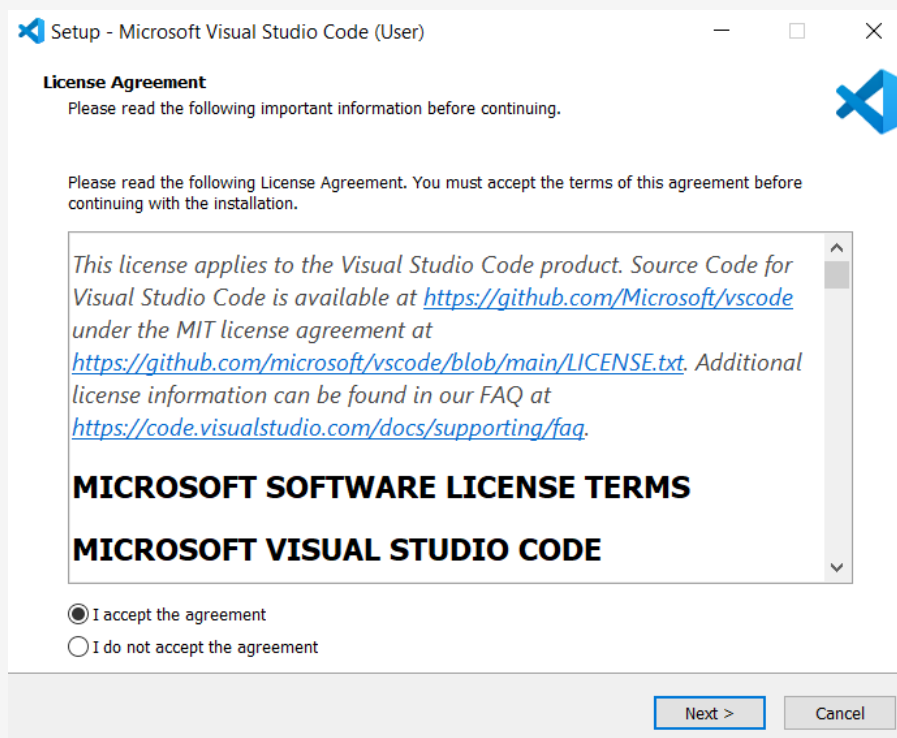 Setup - Microsoft Visual Studio Code (User)
License Agreement
Please read the following important information before continuing.
Please read the following License Agreement. You must accept the terms of this agreement before
continuing with the installation.
This license applies to the Visual Studio Code product. Source Code for
Visual Studio Code is available at https://github.com/Microsoft/vscode
under the MIT license agreement at
https://github.com/microsoft/vscode/blob/main/LICENSE.txt. Additional
license information can be found in our FAQ at
https://code.visualstudio.com/docs/supporting/faq.
MICROSOFT SOFTWARE LICENSE TERMS
MICROSOFT VISUAL STUDIO CODE
I accept the agreement
I do not accept the agreement
Next >
Cancel